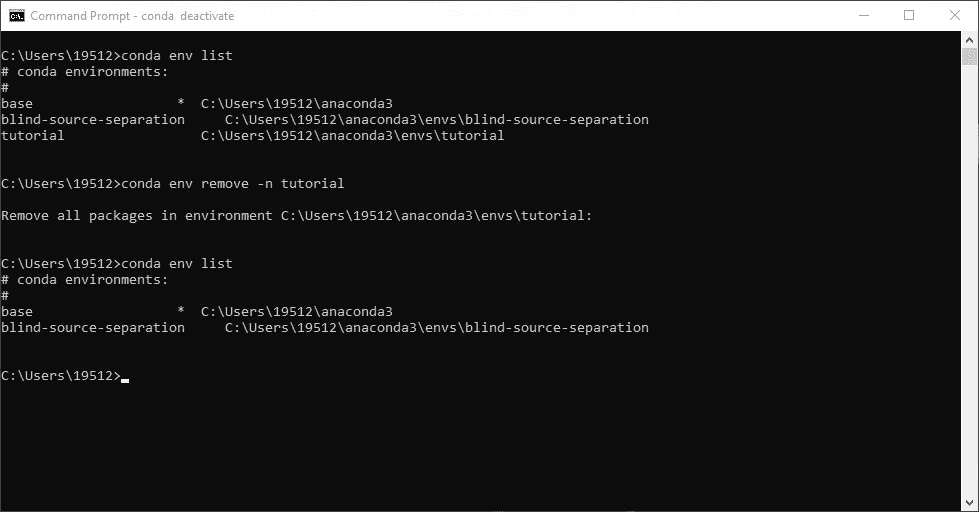 Command Prompt - conda  deactivate
C:\Users\19512>conda env list
# conda environments:
#
base                  *  C:\Users\19512\anaconda3
blind-source-separation     C:\Users\19512\anaconda3\envs\blind-source-separation
tutorial                 C:\Users\19512\anaconda3\envs\tutorial
C:\Users\19512>conda env remove -n tutorial
Remove all packages in environment C:\Users\19512\anaconda3\envs\tutorial:
C:\Users\19512>conda env list
# conda environments:
#
base                  *  C:\Users\19512\anaconda3
blind-source-separation     C:\Users\19512\anaconda3\envs\blind-source-separation
C:\Users\19512>